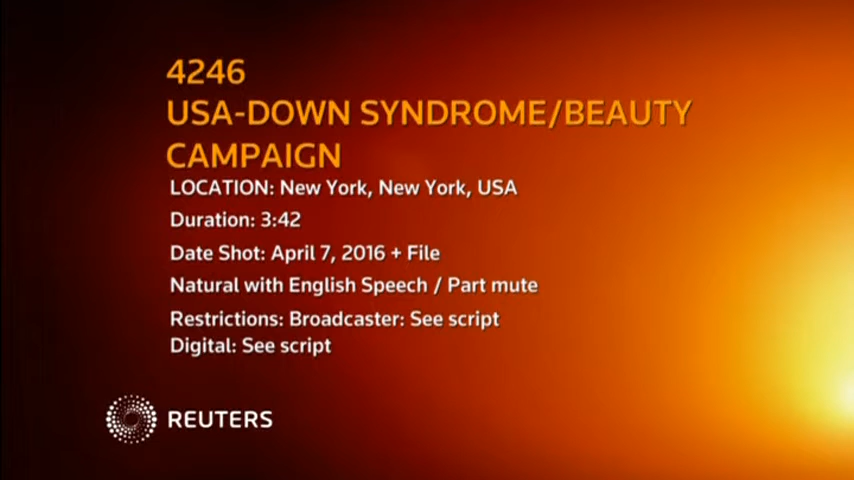 4246
USA-DOWN SYNDROME/BEAUTY
CAMPAIGN
LOCATION: New York, New York, USA
Duration: 3:42
Date Shot: April 7, 2016 + File
Natural with English Speech / Part mute
Restrictions: Broadcaster: See script
Digital: See script
REUTERS